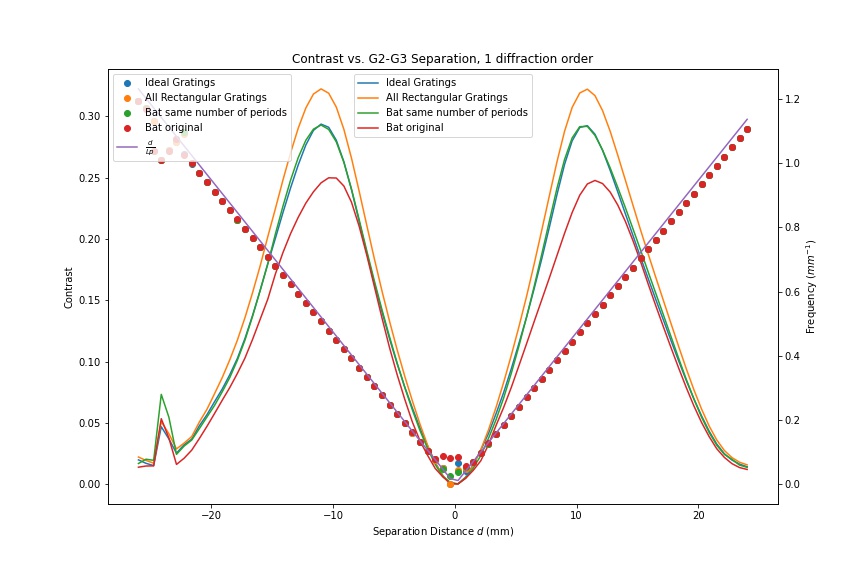 Contrast vs. G2-G3 Separation, 1 diffraction order
Ideal Gratings
All Rectangular Gratings
Bat same number of periods
Bat original
d/Lp
Ideal Gratings
All Rectangular Gratings
Bat same number of periods
Bat original
Contrast
0.30
0.25
0.20
0.15
0.10
0.05
0.00
1.2
1.0
0.8
0.6
0.4
0.2
0.0
Frequency (mm⁻¹)
−20 −10 0 10 20
Separation Distance d (mm)